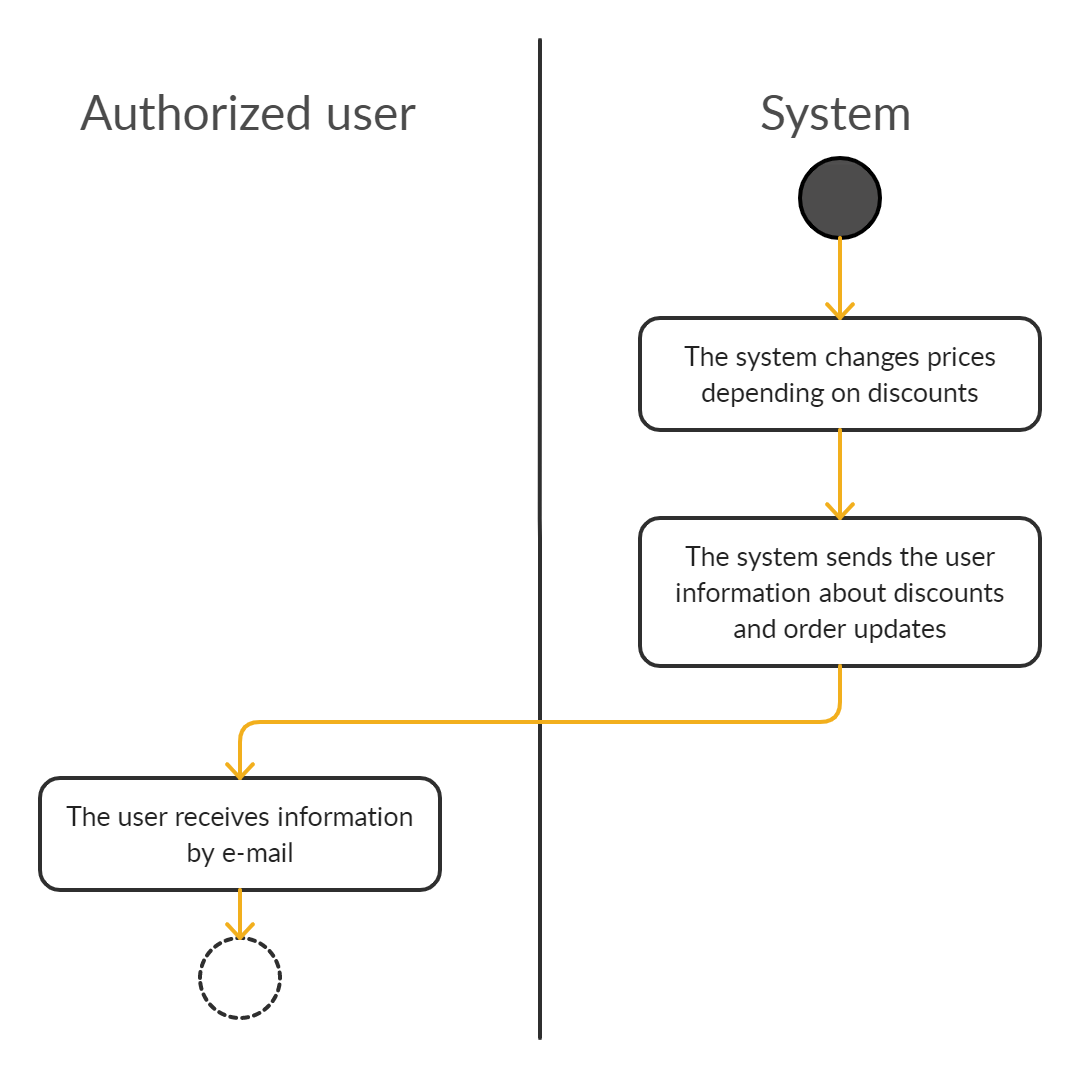 Authorized user
System
The system changes prices
depending on discounts
The system sends the user
information about discounts
and order updates
The user receives information
by e-mail